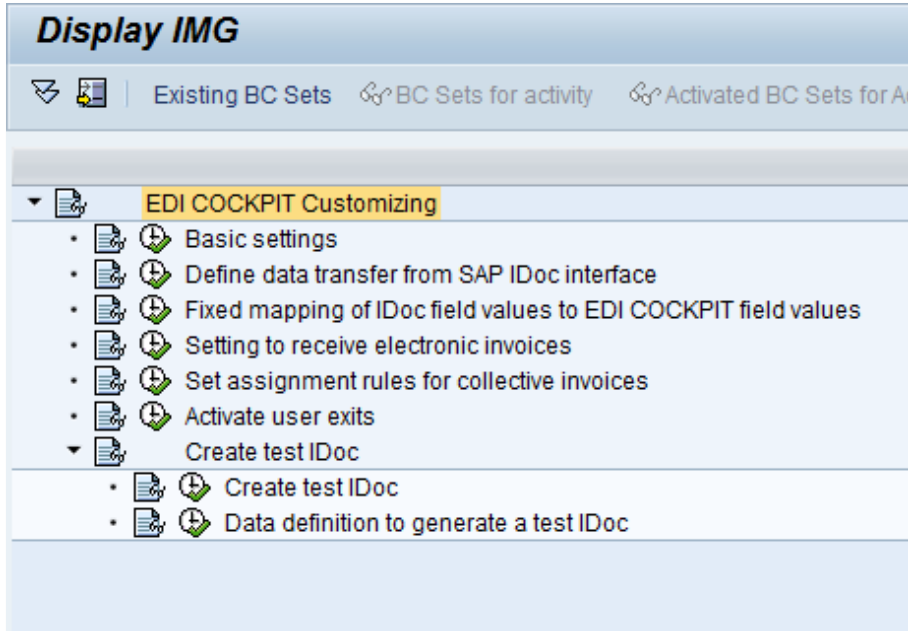 Display IMG
Existing BC Sets BC Sets for activity Activated BC Sets for
EDI COCKPIT Customizing
Basic settings
Define data transfer from SAP IDoc interface
Fixed mapping of IDoc field values to EDI COCKPIT field values
Setting to receive electronic invoices
Set assignment rules for collective invoices
Activate user exits
Create test IDoc
Create test IDoc
Data definition to generate a test IDoc